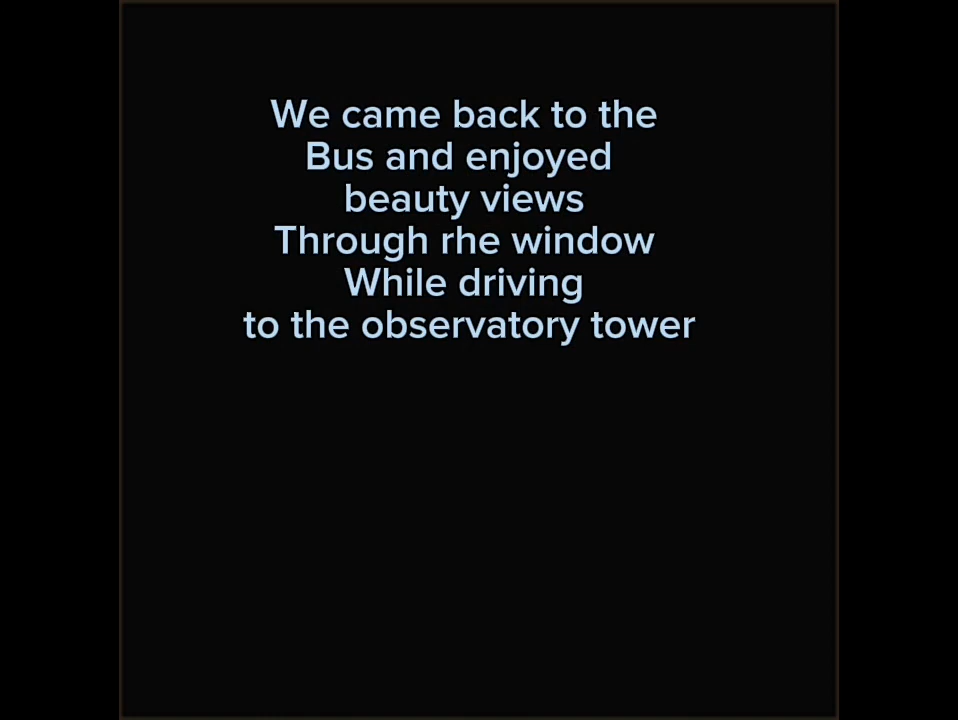 We came back to the
Bus and enjoyed
beauty views
Through rhe window
While driving
to the observatory tower